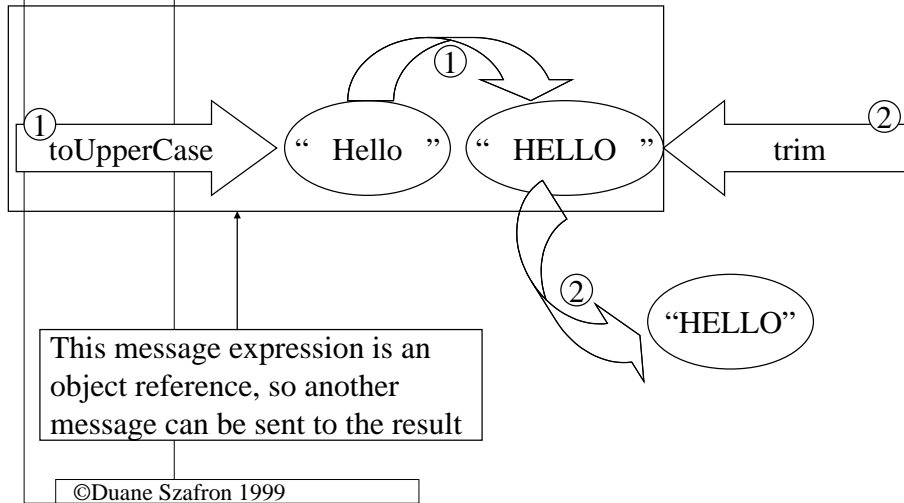 ①
①
②
toUpperCase
“ Hello ”
“ HELLO ”
trim
②
“HELLO”
This message expression is an
object reference, so another
message can be sent to the result
©Duane Szafron 1999